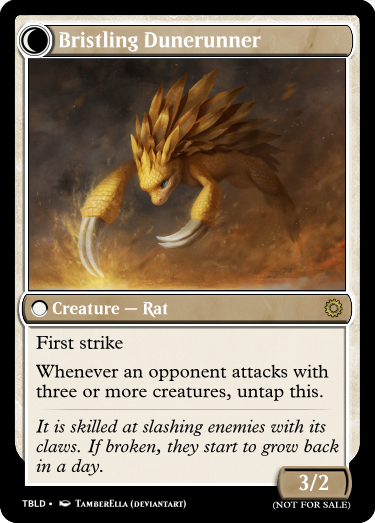 Bristling Dunerunner
Creature — Rat
First strike
Whenever an opponent attacks with
three or more creatures, untap this.
It is skilled at slashing enemies with its
claws. If broken, they start to grow back
in a day.
3/2
TBLD • TamberElla (deviantart)
(NOT FOR SALE)